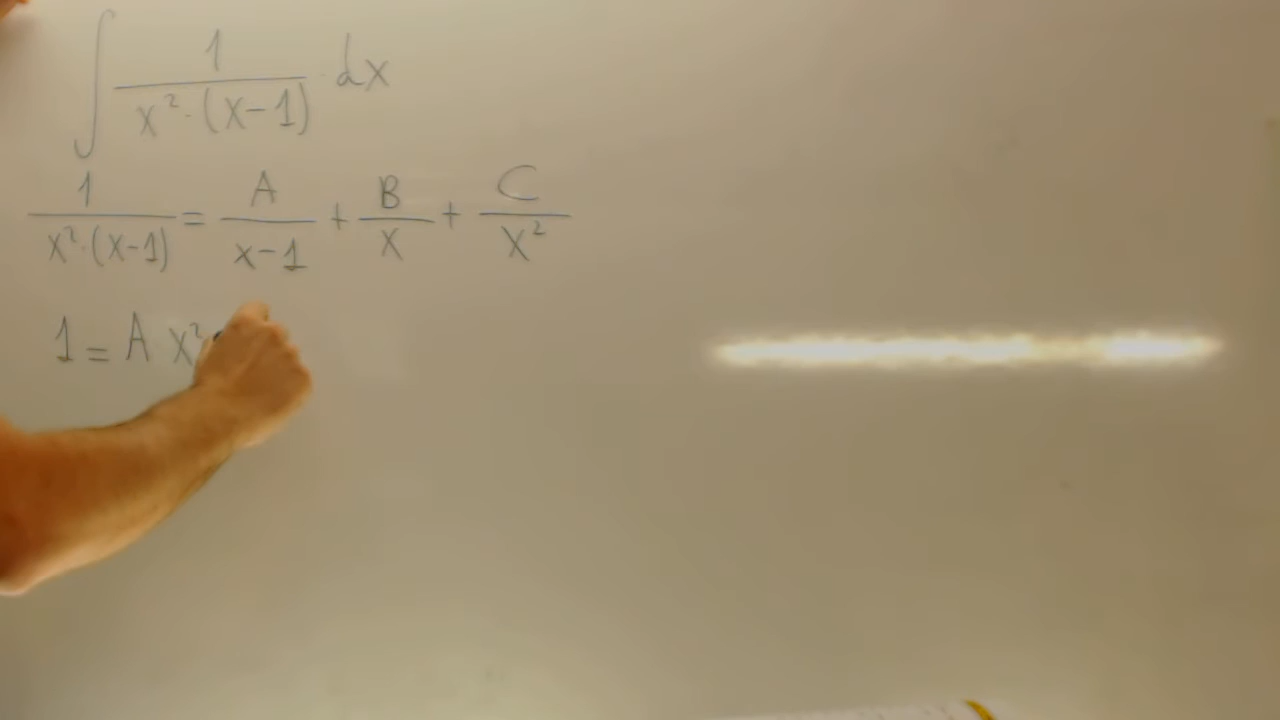 ∫ 1/(x²·(x-1)) · dx
1/(x²·(x-1)) = A/(x-1) + B/x + C/x²
1 = A x²